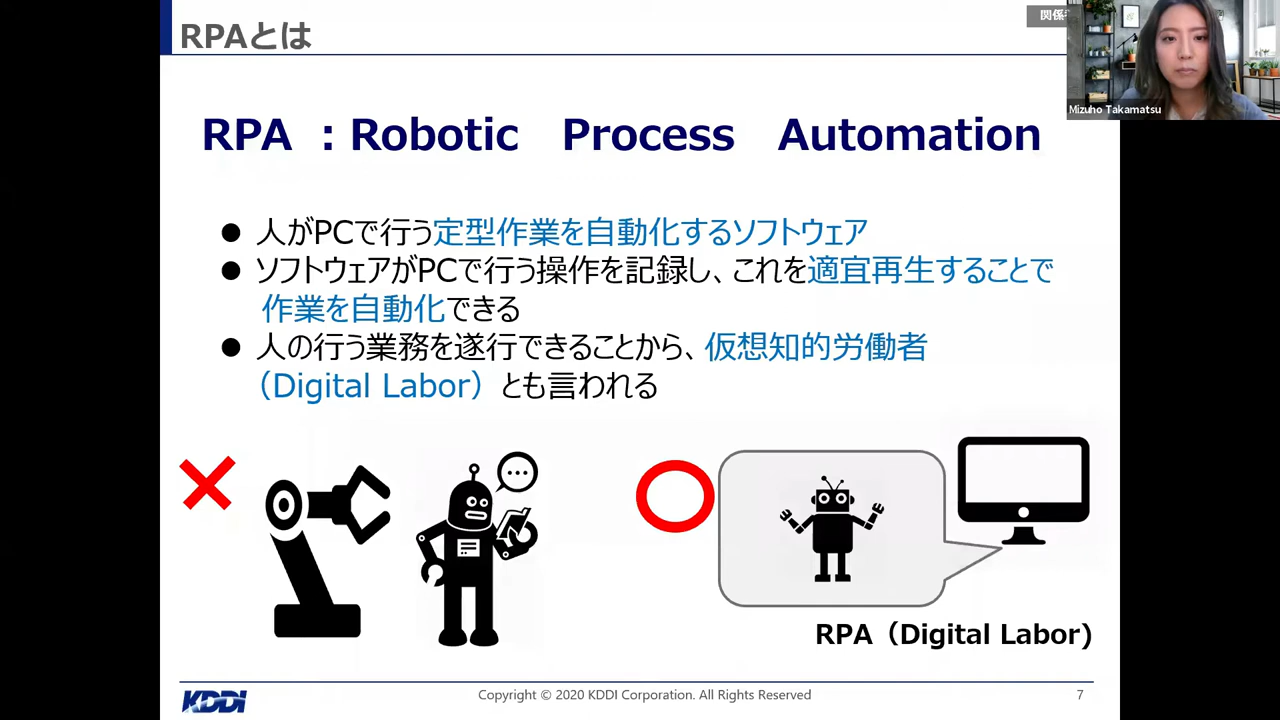 RPAとは
関係
Mizuho Takamatsu
RPA ：Robotic Process Automation
● 人がPCで行う定型作業を自動化するソフトウェア
● ソフトウェアがPCで行う操作を記録し、これを適宜再生することで
作業を自動化できる
● 人の行う業務を遂行できることから、仮想知的労働者
（Digital Labor）とも言われる
RPA（Digital Labor)
KDDI
Copyright © 2020 KDDI Corporation. All Rights Reserved
7